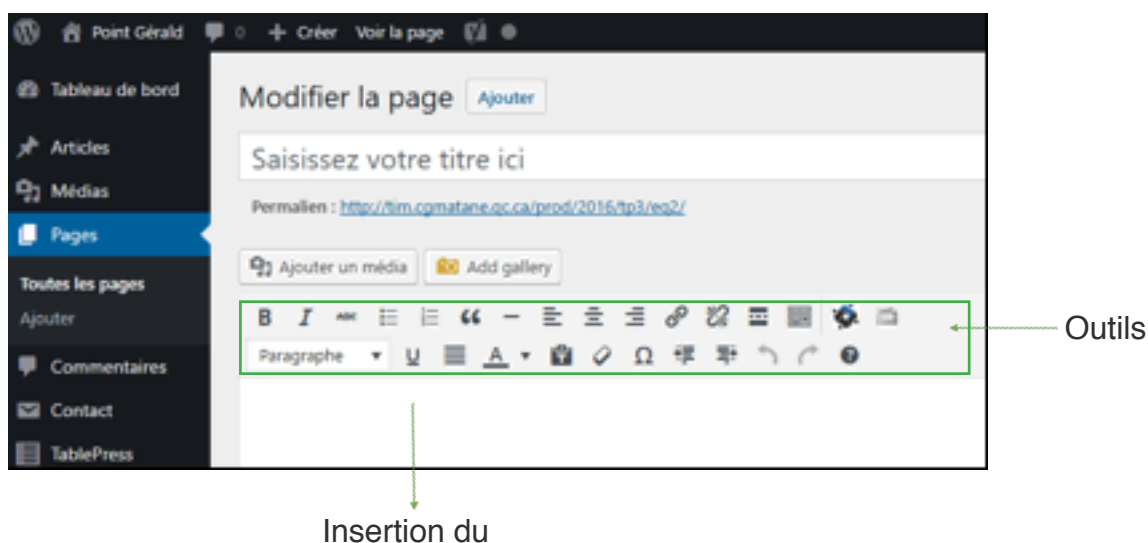 Point Gérald 0 + Créer Voir la page
Tableau de bord
Articles
Médias
Pages
Toutes les pages
Ajouter
Commentaires
Contact
TablePress
Modifier la page Ajouter
Saisissez votre titre ici
Permalien : http://tim.cgmatane.qc.ca/prod/2016/tp3/eq2/
Ajouter un média Add gallery
B I ABC
Paragraphe U A Ω
Outils
Insertion du